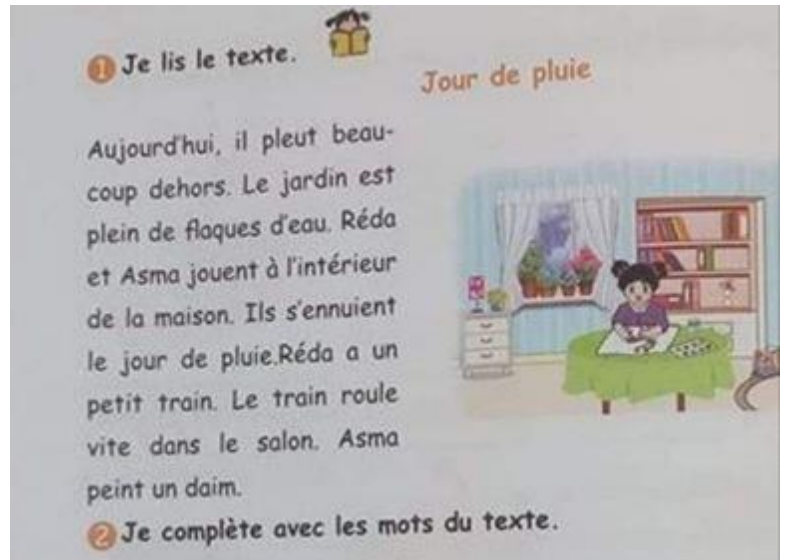 1 Je lis le texte.
Jour de pluie
Aujourd'hui, il pleut beau-
coup dehors. Le jardin est
plein de flaques d'eau. Réda
et Asma jouent à l'intérieur
de la maison. Ils s'ennuient
le jour de pluie.Réda a un
petit train. Le train roule
vite dans le salon. Asma
peint un daim.
2 Je complète avec les mots du texte.